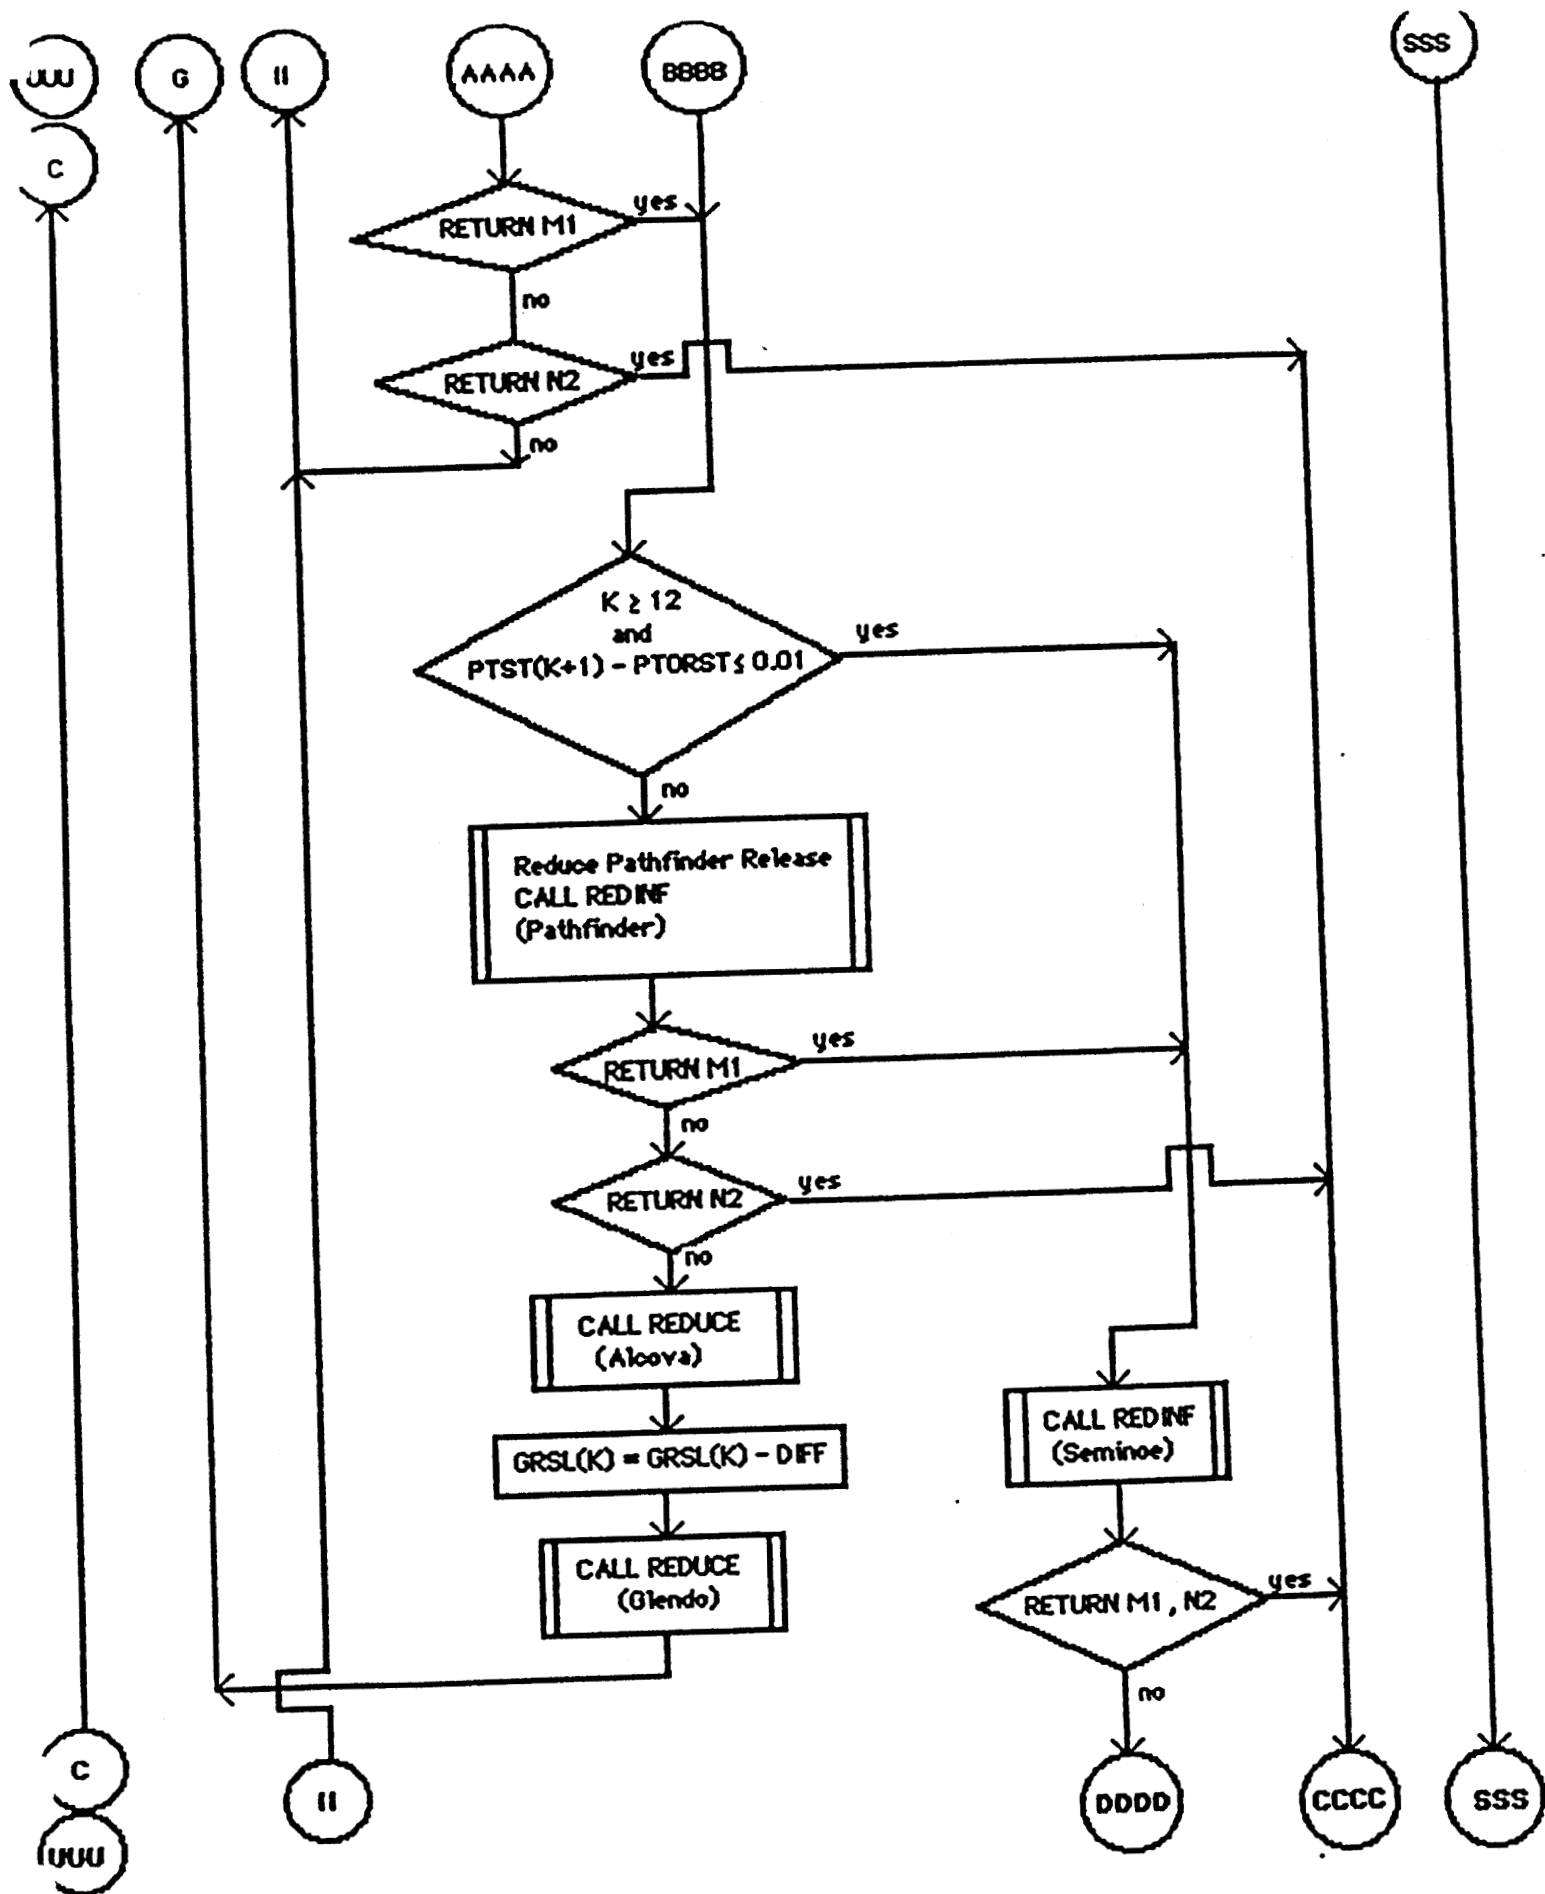 UUU
G
II
AAAA
BBBB
SSS
C
RETURN M1
yes
no
RETURN N2
yes
no
K ≥ 12
and
PTST(K+1) - PTORST ≤ 0.01
yes
no
Reduce Pathfinder Release
CALL REDINF
(Pathfinder)
RETURN M1
yes
no
RETURN N2
yes
no
CALL REDUCE
(Alcova)
GRSL(K) = GRSL(K) - DIFF
CALL REDUCE
(Glendo)
CALL REDINF
(Seminoe)
RETURN M1, N2
yes
no
C
UUU
II
DDDD
CCCC
SSS